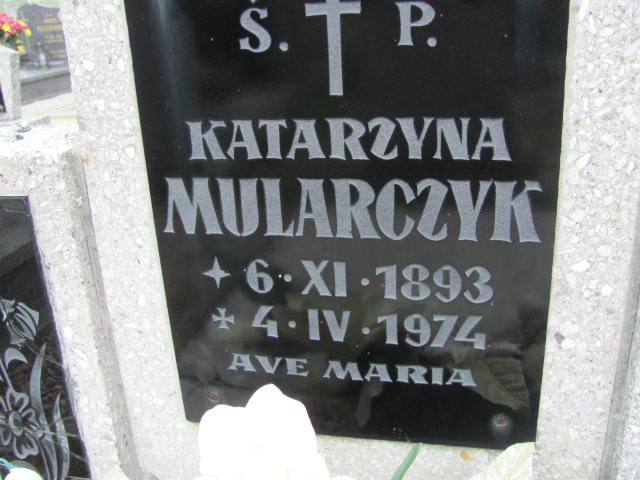 Ś. P.
KATARZYNA
MULARCZYK
6·XI·1893
4·IV·1974
AVE MARIA